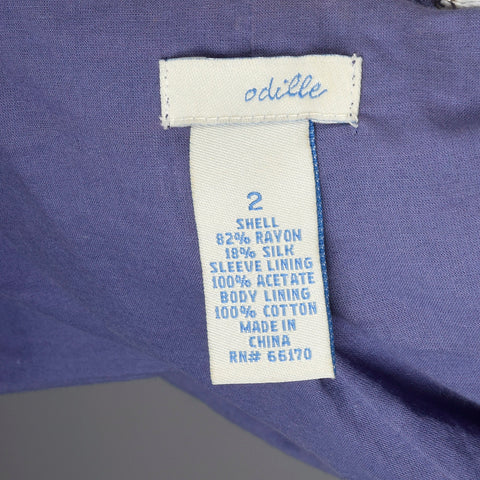 odille
2
SHELL
82% RAYON
18% SILK
SLEEVE LINING
100% ACETATE
BODY LINING
100% COTTON
MADE IN
CHINA
RN# 66170